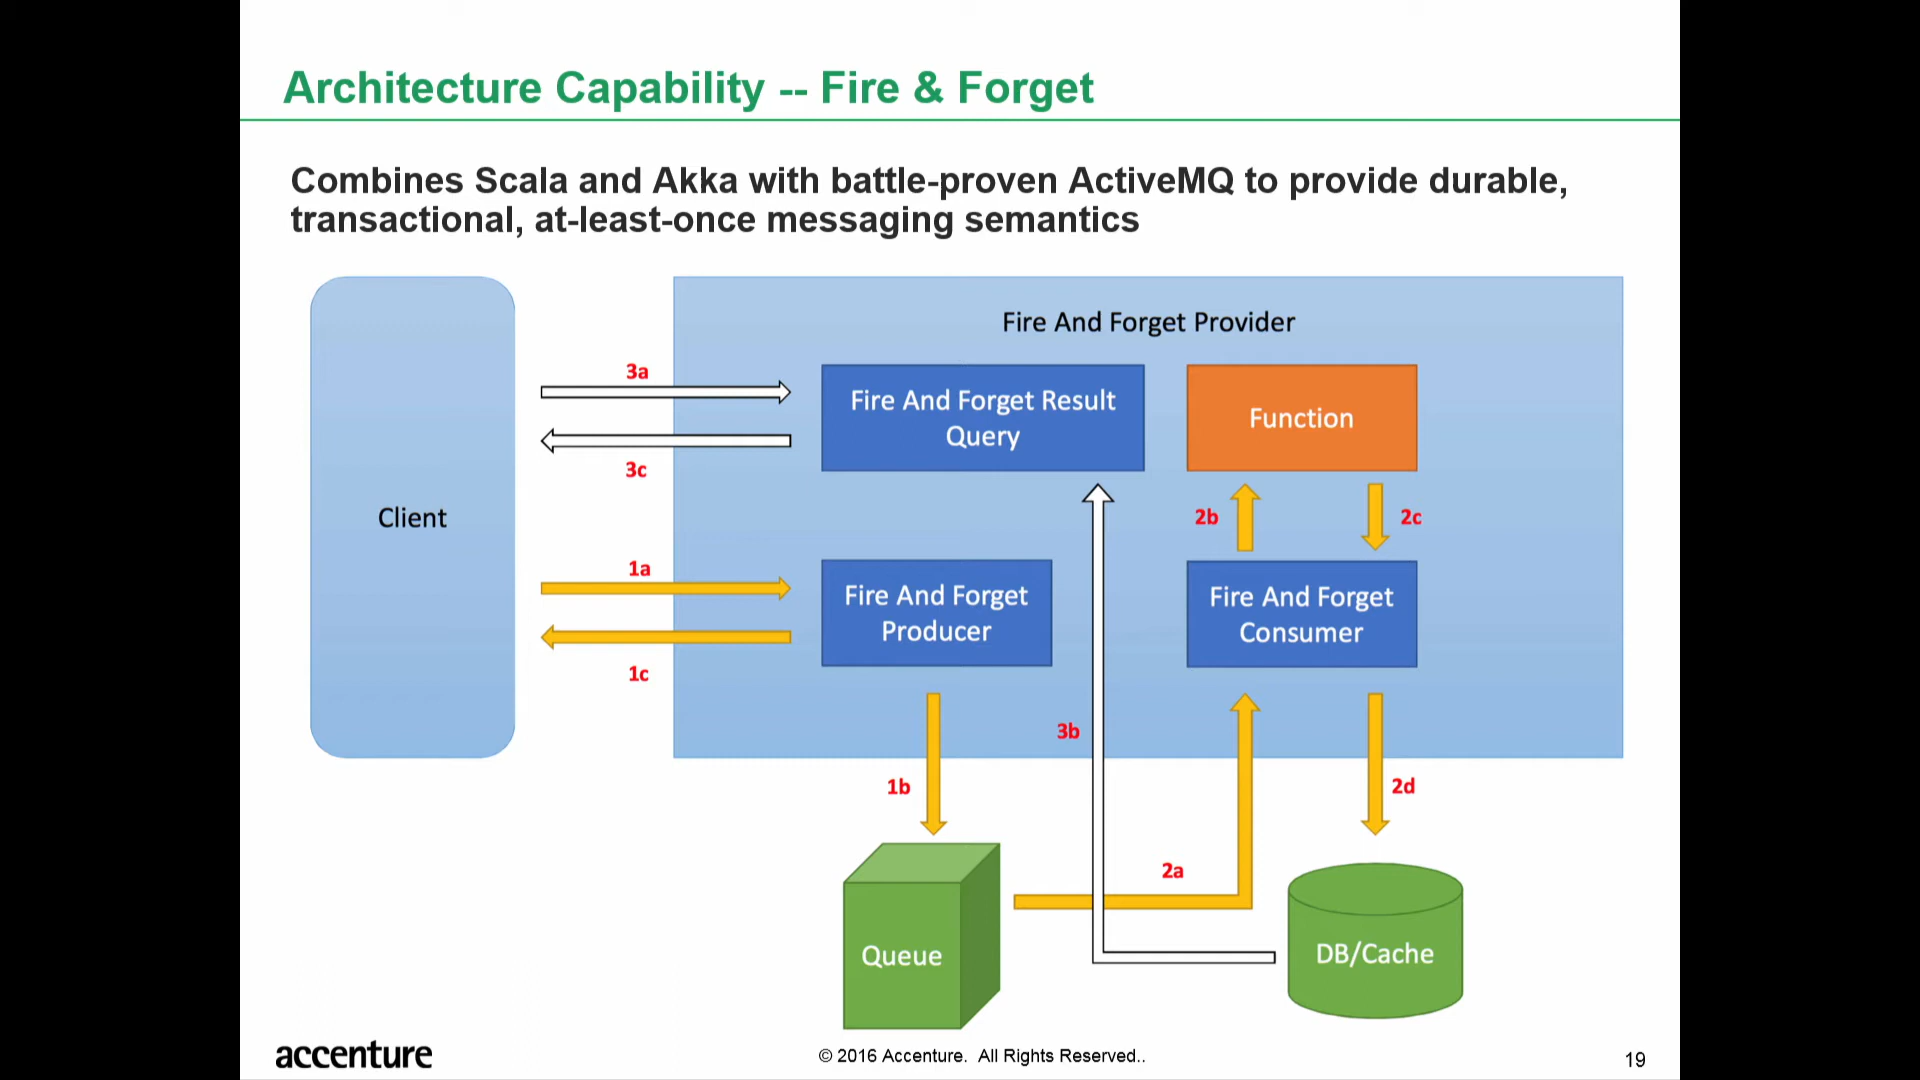 Architecture Capability -- Fire & Forget
Combines Scala and Akka with battle-proven ActiveMQ to provide durable,
transactional, at-least-once messaging semantics
Fire And Forget Provider
3a
Fire And Forget Result
Query
Function
3c
Client
2b
2c
1a
Fire And Forget
Producer
Fire And Forget
Consumer
1c
3b
1b
2d
2a
Queue
DB/Cache
accenture
© 2016 Accenture. All Rights Reserved..
19